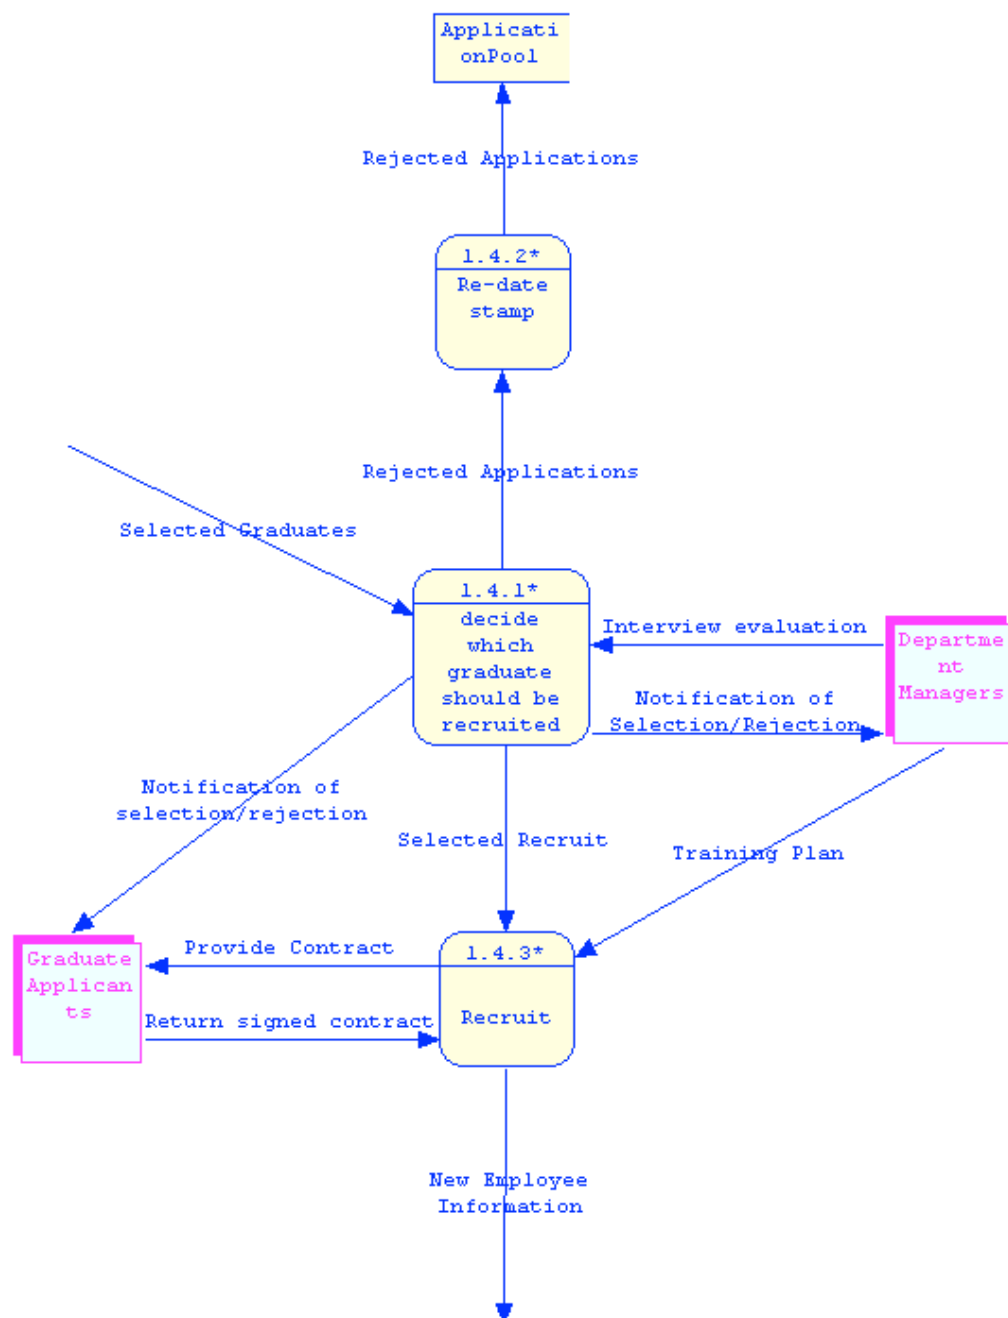 Applicati
onPool
Rejected Applications
1.4.2*
Re-date
stamp
Rejected Applications
Selected Graduates
1.4.1*
decide
which
graduate
should be
recruited
Interview evaluation
Departme
nt
Managers
Notification of
Selection/Rejection
Notification of
selection/rejection
Selected Recruit
Training Plan
Graduate
Applican
ts
Provide Contract
Return signed contract
1.4.3*
Recruit
New Employee
Information